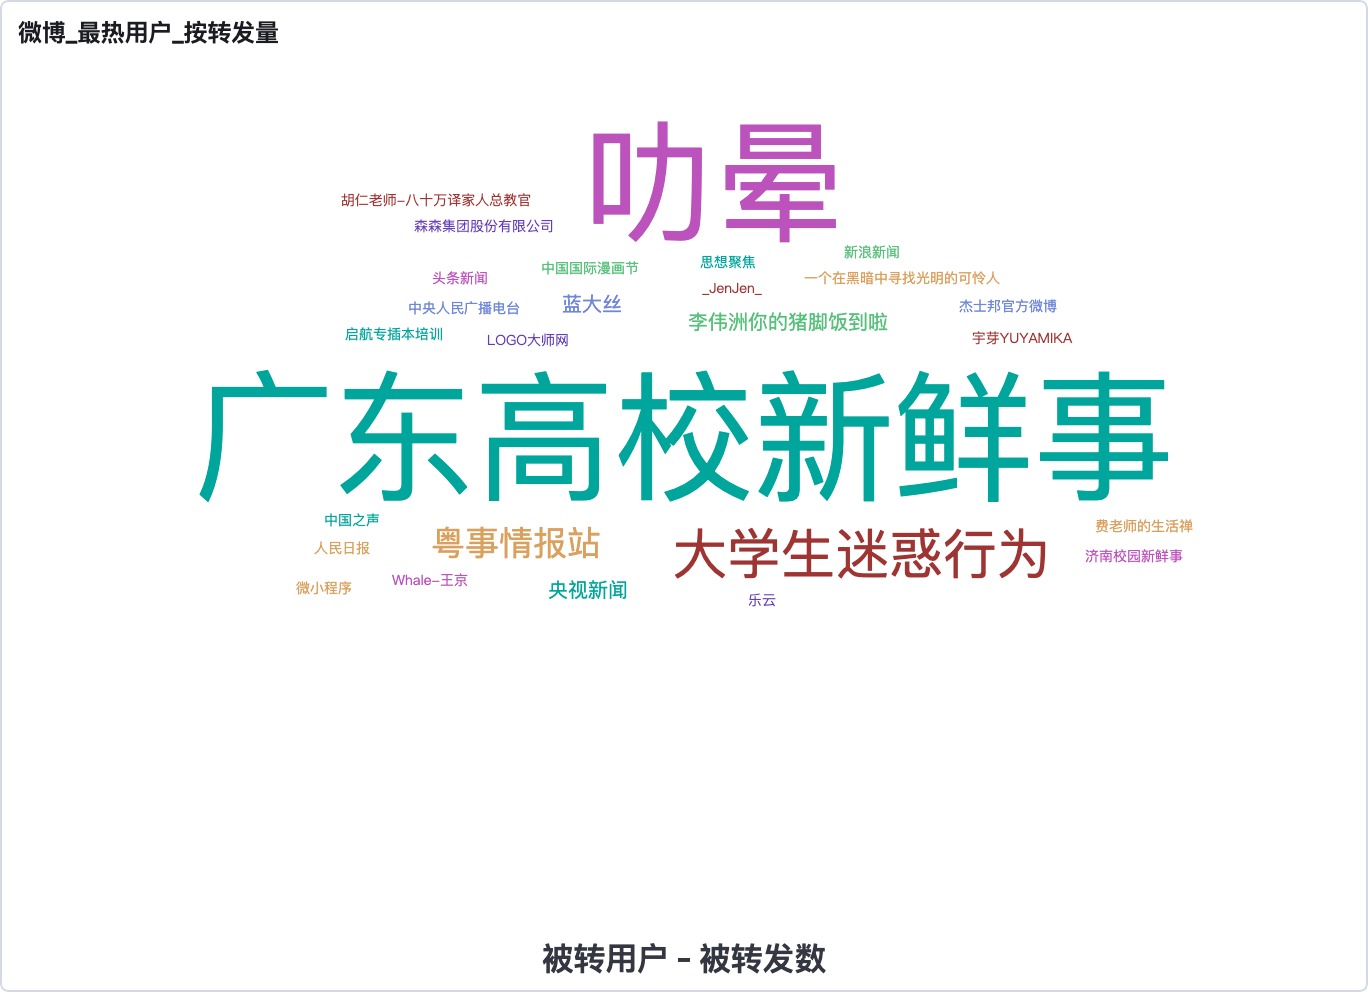 微博_最热用户_按转发量
叻晕
胡仁老师-八十万译家人总教官
森森集团股份有限公司
新浪新闻
思想聚焦
中国国际漫画节
头条新闻
一个在黑暗中寻找光明的可怜人
_JenJen_
蓝大丝
中央人民广播电台
杰士邦官方微博
李伟洲你的猪脚饭到啦
启航专插本培训
LOGO大师网
宇芽YUYAMIKA
广东高校新鲜事
中国之声
费老师的生活禅
粤事情报站
人民日报
大学生迷惑行为
济南校园新鲜事
Whale-王京
微小程序
央视新闻
乐云
被转用户 - 被转发数